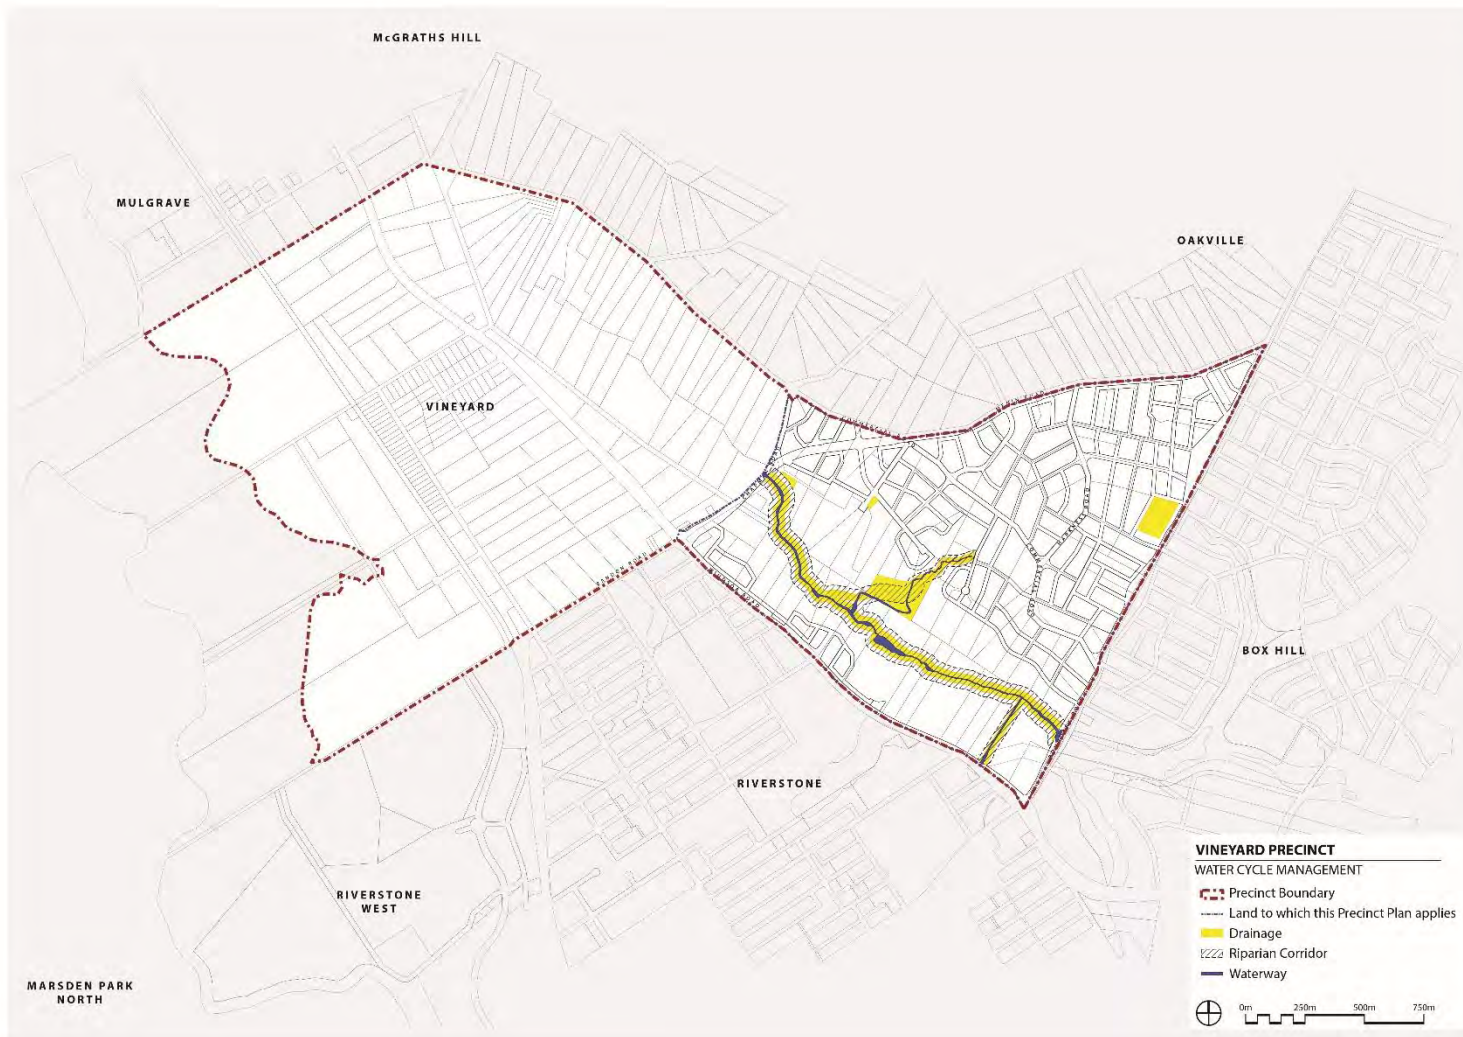 McGRATHS HILL
MULGRAVE
OAKVILLE
VINEYARD
BOX HILL
RIVERSTONE
RIVERSTONE
WEST
MARSDEN PARK
NORTH
VINEYARD PRECINCT
WATER CYCLE MANAGEMENT
Precinct Boundary
Land to which this Precinct Plan applies
Drainage
Riparian Corridor
Waterway
0m 250m 500m 750m